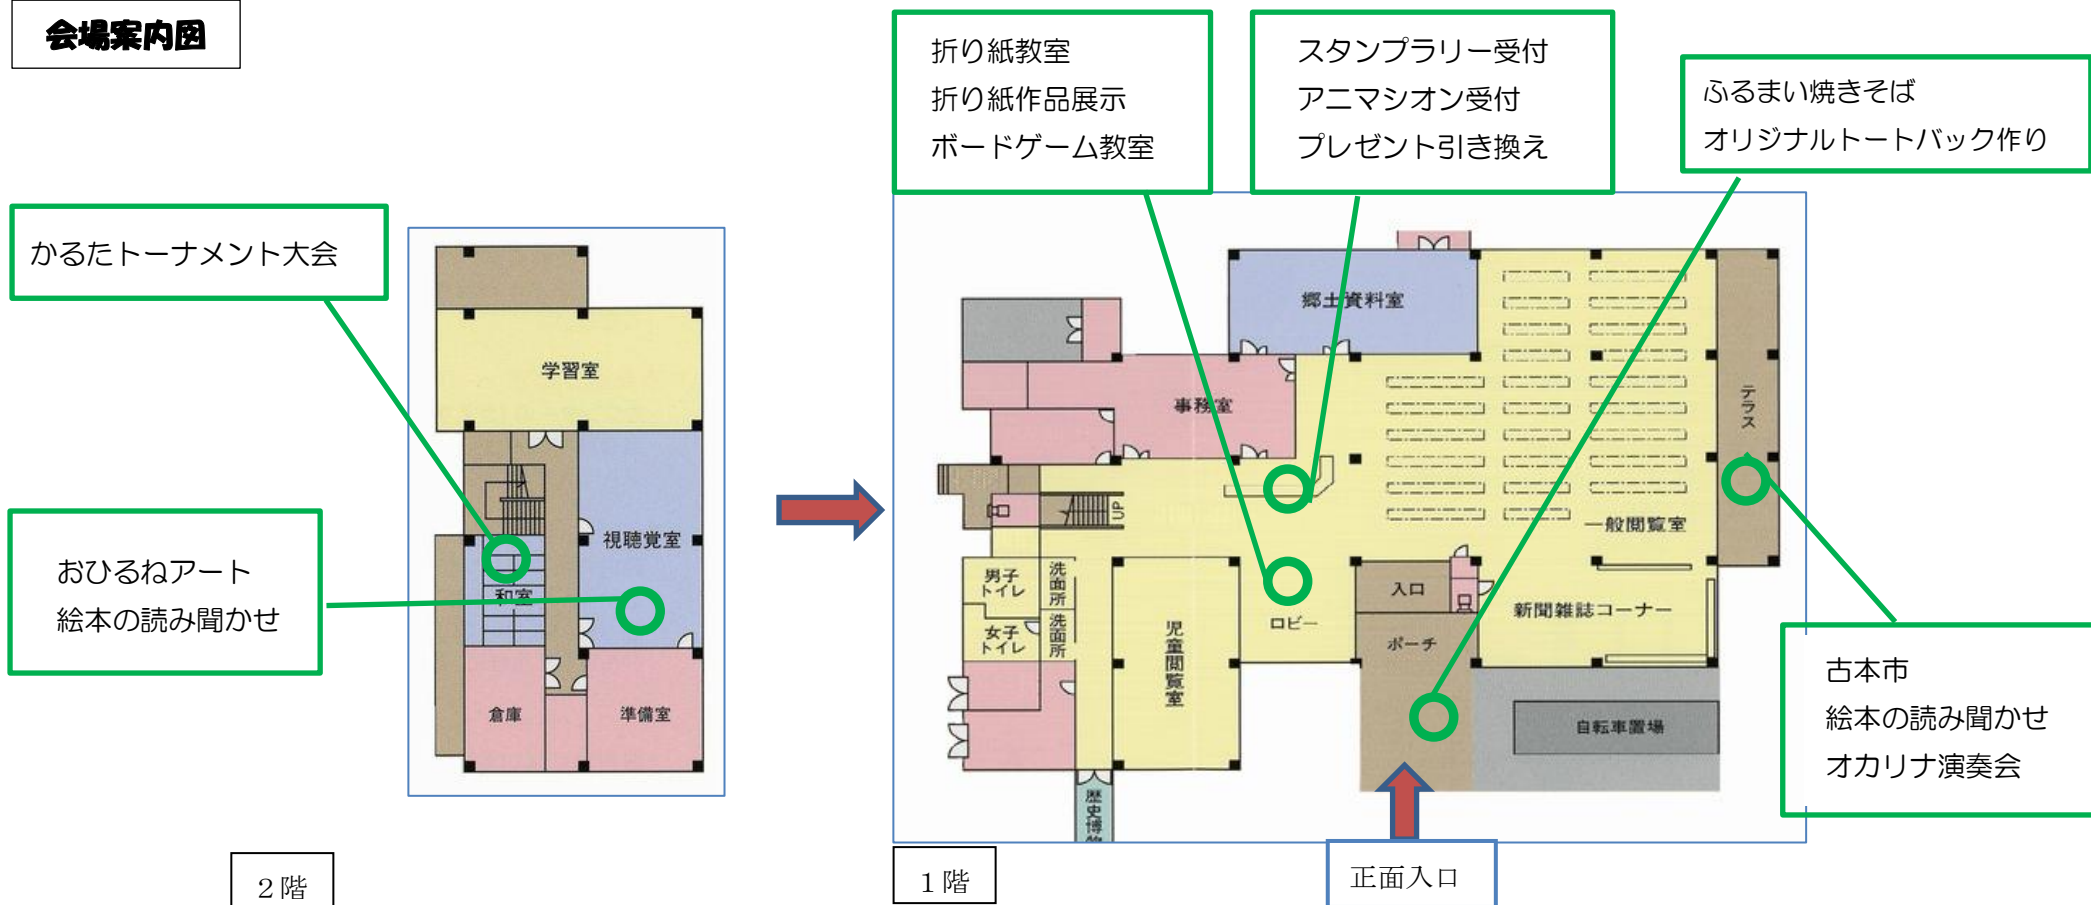 会場案内図
折り紙教室
折り紙作品展示
ボードゲーム教室
スタンプラリー受付
アニマシオン受付
プレゼント引き換え
ふるまい焼きそば
オリジナルトートバック作り
かるたトーナメント大会
おひるねアート
絵本の読み聞かせ
学習室
視聴覚室
和室
倉庫
準備室
2階
郷土資料室
事務室
テラス
UP
一般閲覧室
男子
トイレ
洗面所
女子
トイレ
洗面所
児童閲覧室
ロビー
入口
ポーチ
新聞雑誌コーナー
自転車置場
歴史博物
古本市
絵本の読み聞かせ
オカリナ演奏会
1階
正面入口